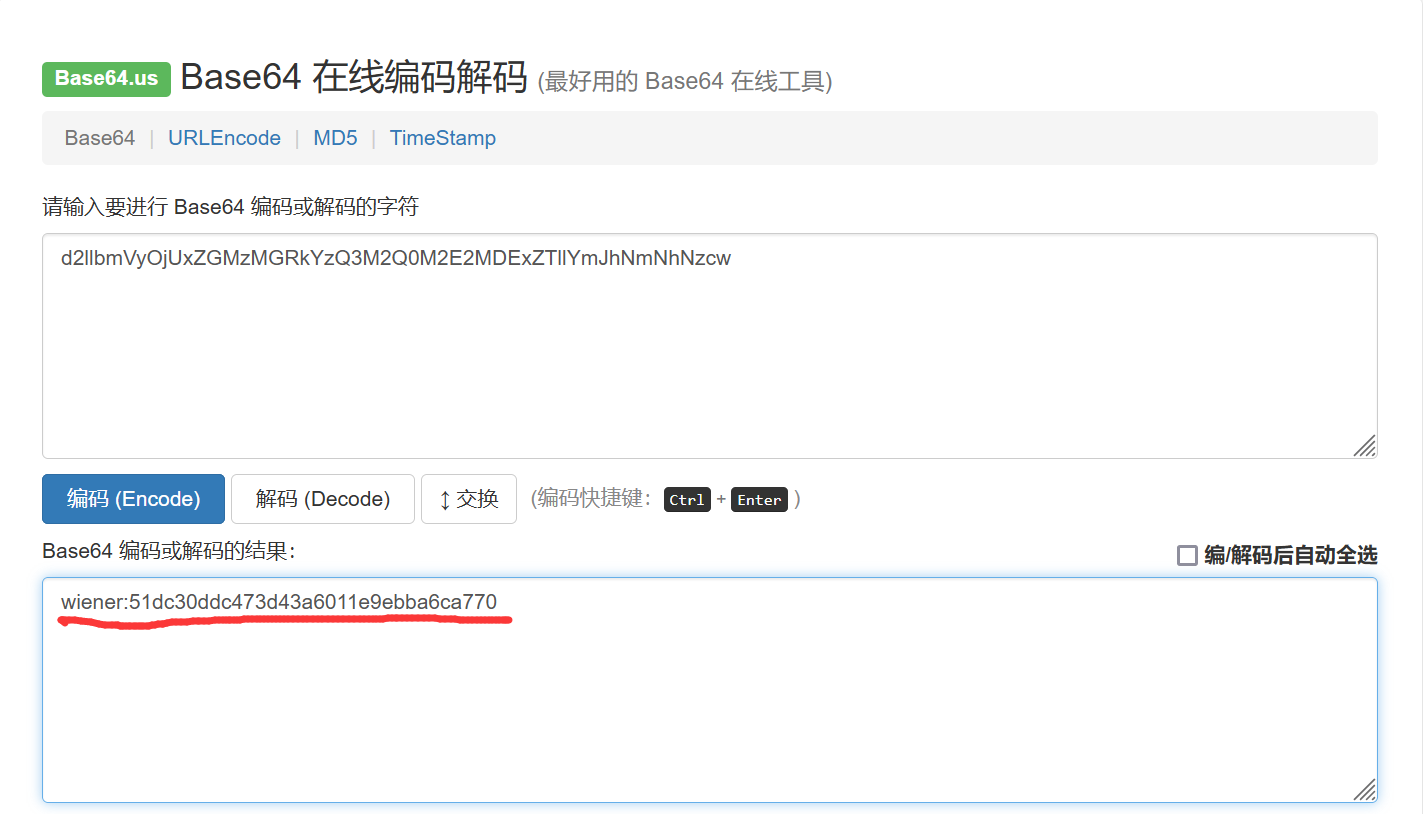 Base64.us Base64 在线编码解码 (最好用的 Base64 在线工具)
Base64 | URLEncode | MD5 | TimeStamp
请输入要进行 Base64 编码或解码的字符
d2llbmVyOjUxZGMzMGRkYzQ3M2Q0M2E2MDExZTllYmJhNmNhNzcw
编码 (Encode) 解码 (Decode) ↕ 交换 (编码快捷键: Ctrl + Enter )
Base64 编码或解码的结果: 编/解码后自动全选
wiener:51dc30ddc473d43a6011e9ebba6ca770